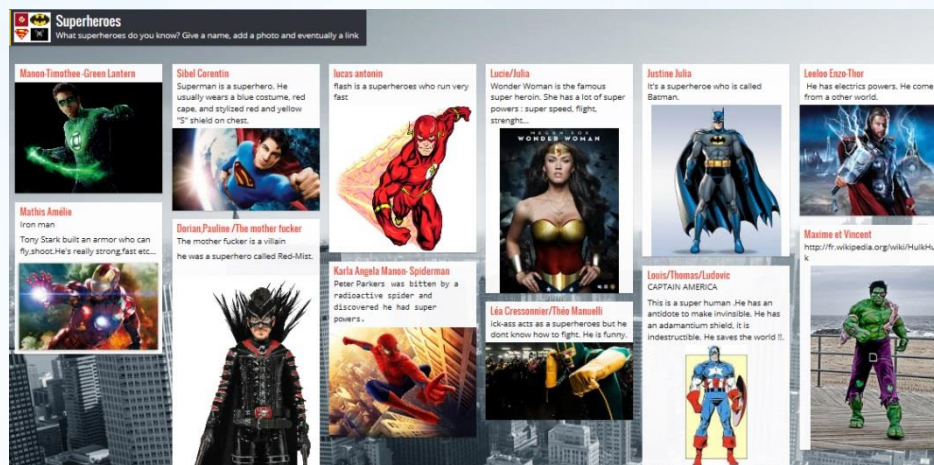 Superheroes
What superheroes do you know? Give a name, add a photo and eventually a link
Manon-Timothee -Green Lantern
Mathis Amélie
Iron man
Tony Stark built an armor who can
fly,shoot.He's really strong,fast etc...
Sibel Corentin
Superman is a superhero. He
usually wears a blue costume, red
cape, and stylized red and yellow
"S" shield on chest.
Dorian,Pauline /The mother fucker
The mother fucker is a villain
he was a superhero called Red-Mist.
lucas antonin
flash is a superheroes who run very
fast
Karla Angela Manon- Spiderman
Peter Parkers was bitten by a
radioactive spider and
discovered he had super
powers.
Lucie/Julia
Wonder Woman is the famous
super heroin. She has a lot of super
powers : super speed, flight,
strenght...
MEGAN FOX
WONDER WOMAN
Léa Cressonnier/Théo Manuelli
ick-ass acts as a superheroes but he
dont know how to fight. He is funny.
Justine Julia
It's a superheroe who is called
Batman.
Louis/Thomas/Ludovic
CAPTAIN AMERICA
This is a super human .He has an
antidote to make invinsible. He has
an adamantium shield, it is
indestructible. He saves the world !!.
Leeloo Enzo-Thor
He has electrics powers. He come
from a other world.
Maxime et Vincent
http://fr.wikipedia.org/wiki/HulkHu
k